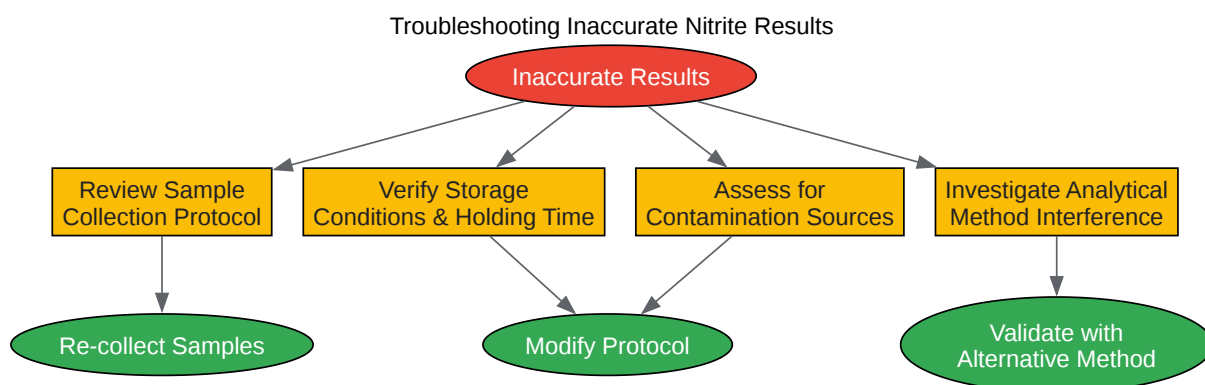 Troubleshooting Inaccurate Nitrite Results
Inaccurate Results
Review Sample
Collection Protocol
Verify Storage
Conditions & Holding Time
Assess for
Contamination Sources
Investigate Analytical
Method Interference
Re-collect Samples
Modify Protocol
Validate with
Alternative Method